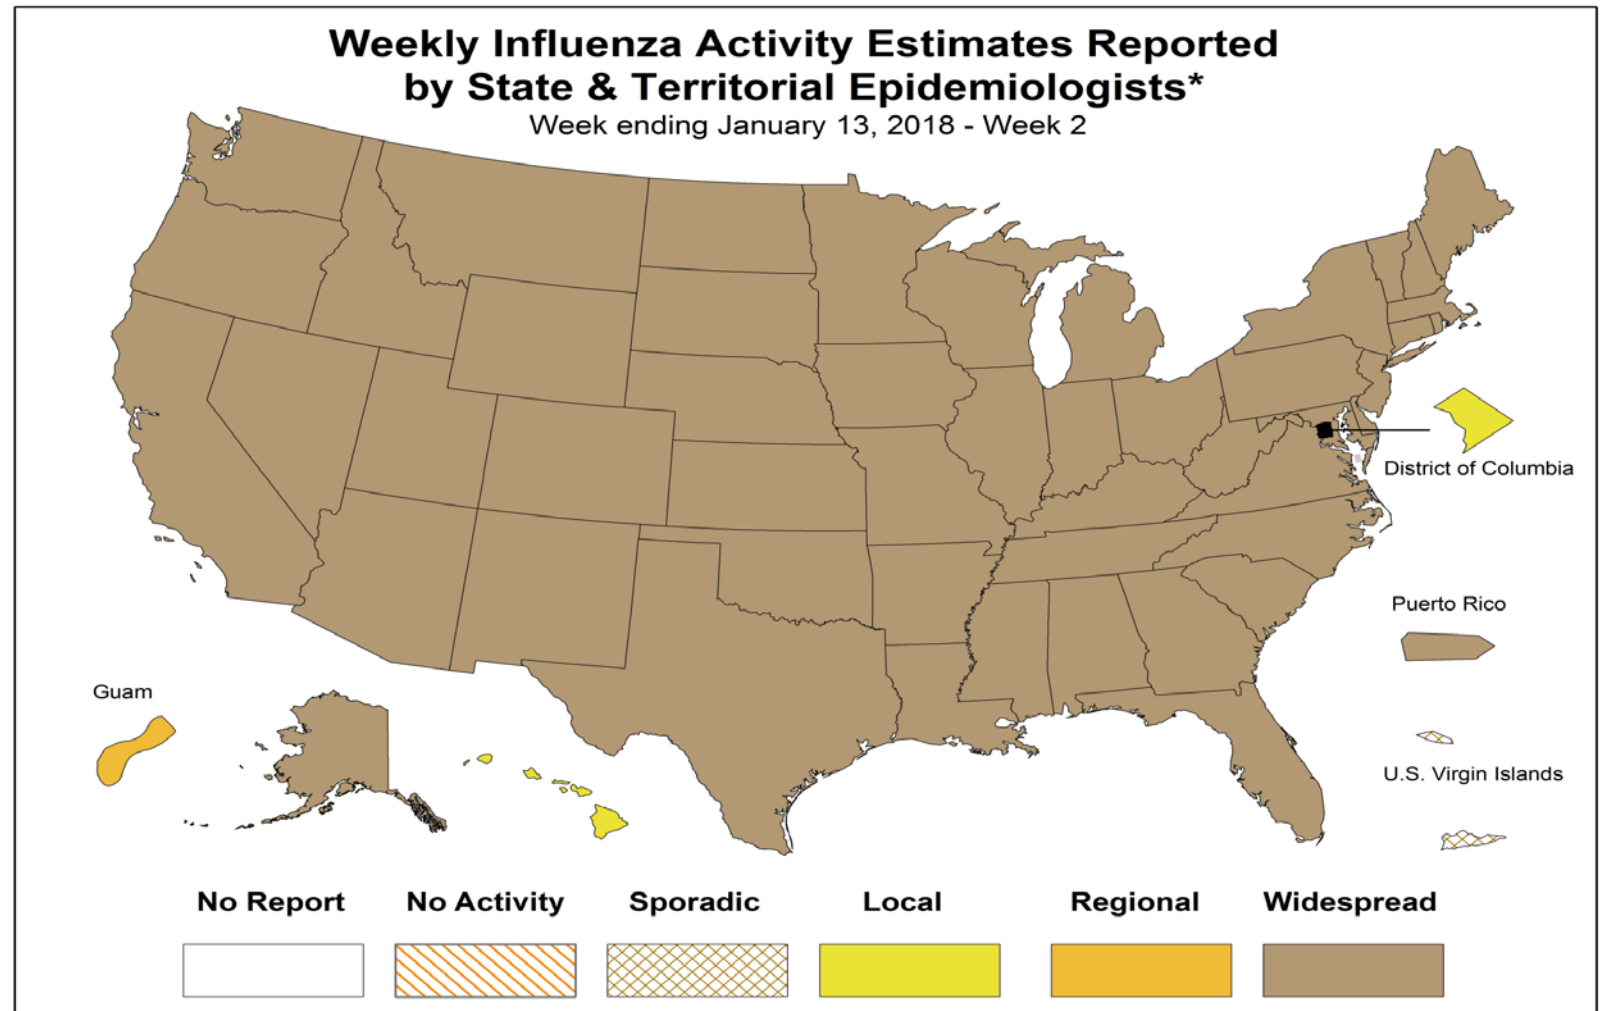 Weekly Influenza Activity Estimates Reported
by State & Territorial Epidemiologists*
Week ending January 13, 2018 - Week 2
District of Columbia
Puerto Rico
Guam
U.S. Virgin Islands
No Report
No Activity
Sporadic
Local
Regional
Widespread